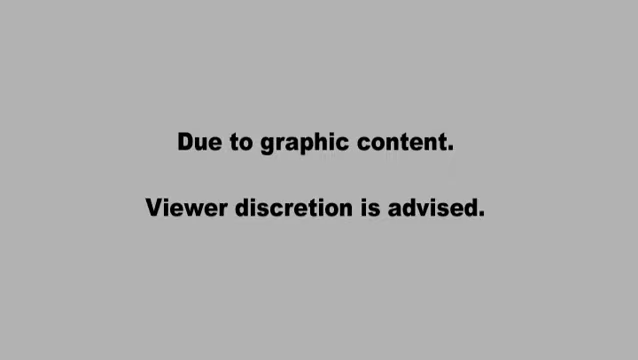 Due to graphic content.
Viewer discretion is advised.